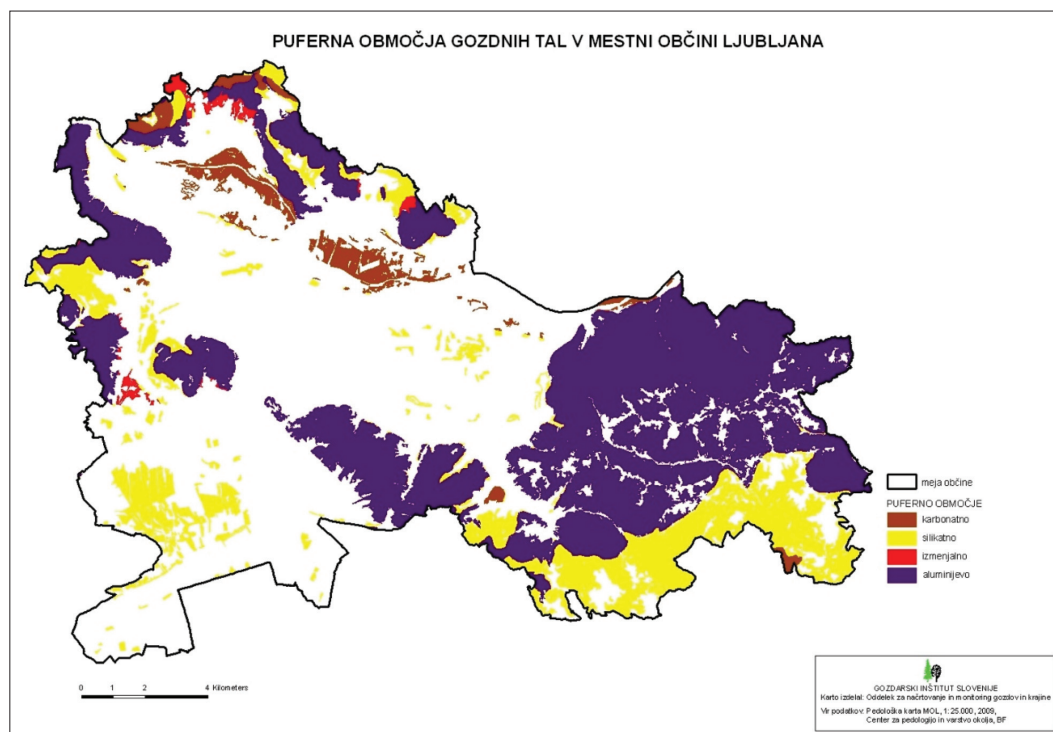 PUFERNA OBMOČJA GOZDNIH TAL V MESTNI OBČINI LJUBLJANA
meja občine
PUFERNO OBMOČJE
karbonatno
silikatno
izmenjalno
aluminijevo
0 1 2 4 Kilometers
GOZDARSKI INŠTITUT SLOVENIJE
Karto izdelal: Oddelek za načrtovanje in monitoring gozdov in krajine
Vir podatkov: Pedološka karta MOL, 1:25.000, 2009,
Center za pedologijo in varstvo okolja, BF